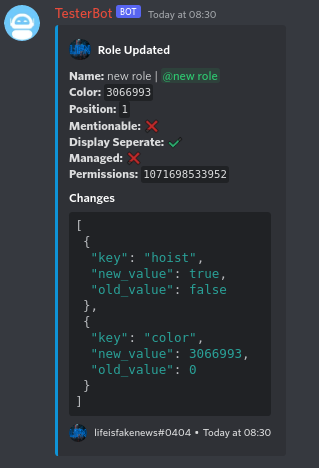 TesterBot BOT Today at 08:30
Role Updated
Name: new role | @new role
Color: 3066993
Position: 1
Mentionable: ❌
Display Seperate: ✓
Managed: ❌
Permissions: 1071698533952
Changes
[
{
"key": "hoist",
"new_value": true,
"old_value": false
},
{
"key": "color",
"new_value": 3066993,
"old_value": 0
}
]
lifeisfakenews#0404 • Today at 08:30